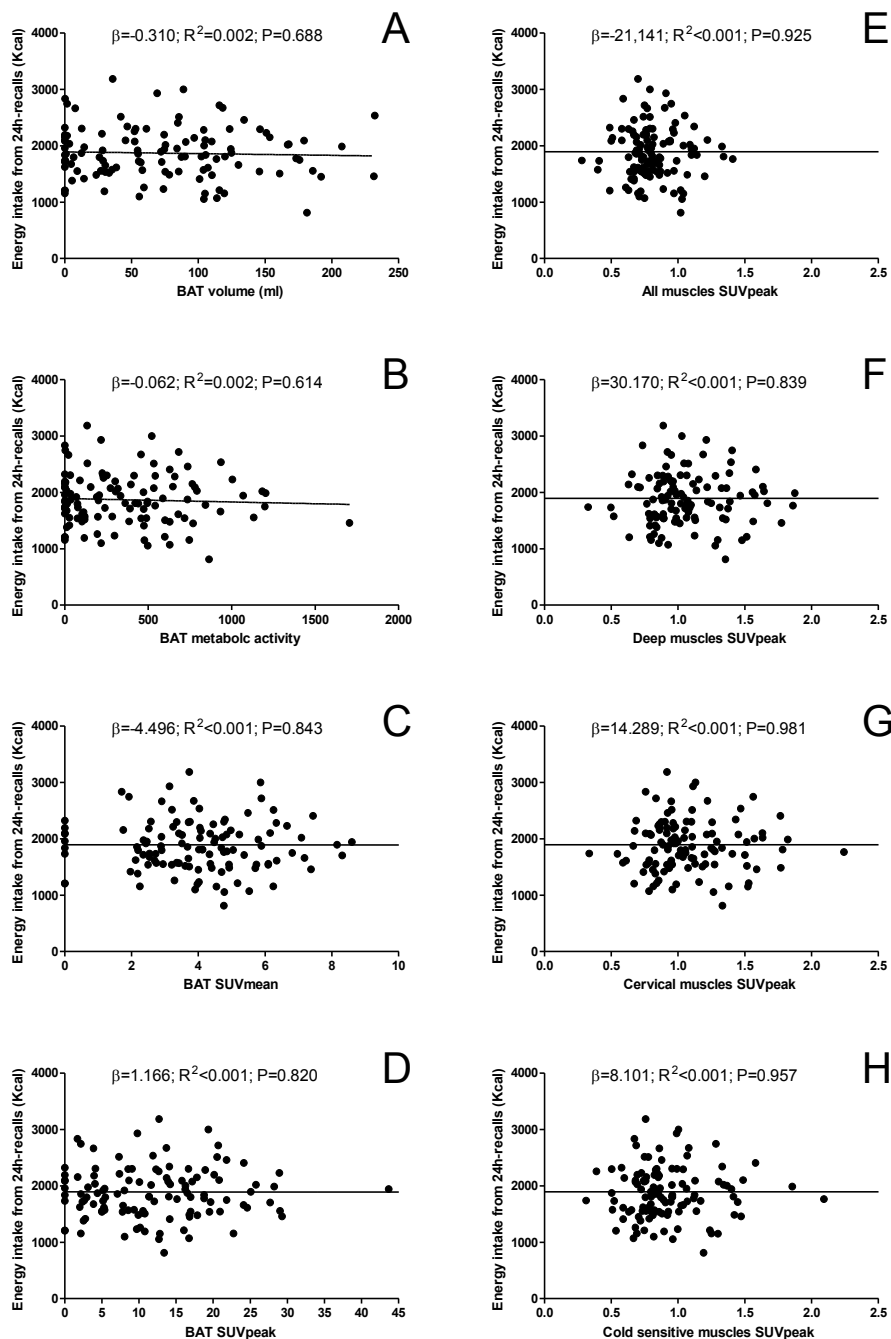 β=-0.310; R²=0.002; P=0.688
A
Energy intake from 24h-recalls (Kcal)
4000
3000
2000
1000
0
0 50 100 150 200 250
BAT volume (ml)
β=-21,141; R²<0.001; P=0.925
E
Energy intake from 24h-recalls (Kcal)
4000
3000
2000
1000
0
0.0 0.5 1.0 1.5 2.0 2.5
All muscles SUVpeak
β=-0.062; R²=0.002; P=0.614
B
Energy intake from 24h-recalls (Kcal)
4000
3000
2000
1000
0
0 500 1000 1500 2000
BAT metabolc activity
β=30.170; R²<0.001; P=0.839
F
Energy intake from 24h-recalls (Kcal)
4000
3000
2000
1000
0
0.0 0.5 1.0 1.5 2.0 2.5
Deep muscles SUVpeak
β=-4.496; R²<0.001; P=0.843
C
Energy intake from 24h-recalls (Kcal)
4000
3000
2000
1000
0
0 2 4 6 8 10
BAT SUVmean
β=14.289; R²<0.001; P=0.981
G
Energy intake from 24h-recalls (Kcal)
4000
3000
2000
1000
0
0.0 0.5 1.0 1.5 2.0 2.5
Cervical muscles SUVpeak
β=1.166; R²<0.001; P=0.820
D
Energy intake from 24h-recalls (Kcal)
4000
3000
2000
1000
0
0 5 10 15 20 25 30 35 40 45
BAT SUVpeak
β=8.101; R²<0.001; P=0.957
H
Energy intake from 24h-recalls (Kcal)
4000
3000
2000
1000
0
0.0 0.5 1.0 1.5 2.0 2.5
Cold sensitive muscles SUVpeak